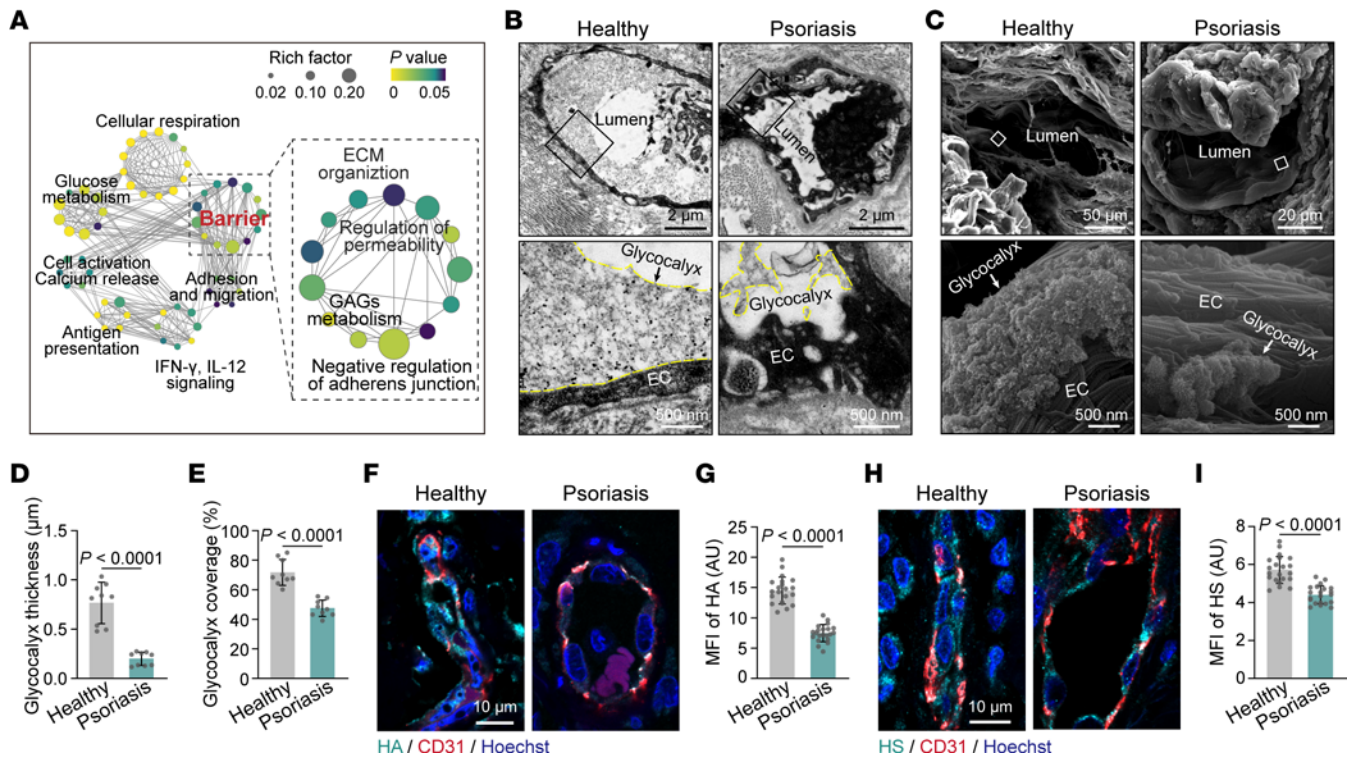 A
Rich factor
0.02 0.10 0.20
P value
0 0.05
Cellular respiration
Glucose
metabolism
Barrier
Cell activation
Calcium release
Adhesion
and migration
Antigen
presentation
IFN-γ, IL-12
signaling
ECM
organiztion
Regulation of
permeability
GAGs
metabolism
Negative regulation
of adherens junction
B
Healthy Psoriasis
Lumen
2 μm
Lumen
2 μm
Glycocalyx
EC
500 nm
Glycocalyx
EC
500 nm
C
Healthy Psoriasis
Lumen
50 μm
Lumen
20 μm
Glycocalyx
EC
500 nm
EC
Glycocalyx
500 nm
D
Glycocalyx thickness (μm)
1.5
1.0
0.5
0.0
P < 0.0001
Healthy
Psoriasis
E
Glycocalyx coverage (%)
100
80
60
40
20
0
P < 0.0001
Healthy
Psoriasis
F
Healthy Psoriasis
10 μm
HA / CD31 / Hoechst
G
MFI of HA (AU)
25
20
15
10
5
0
P < 0.0001
Healthy
Psoriasis
H
Healthy Psoriasis
10 μm
HS / CD31 / Hoechst
I
MFI of HS (AU)
8
6
4
2
0
P < 0.0001
Healthy
Psoriasis